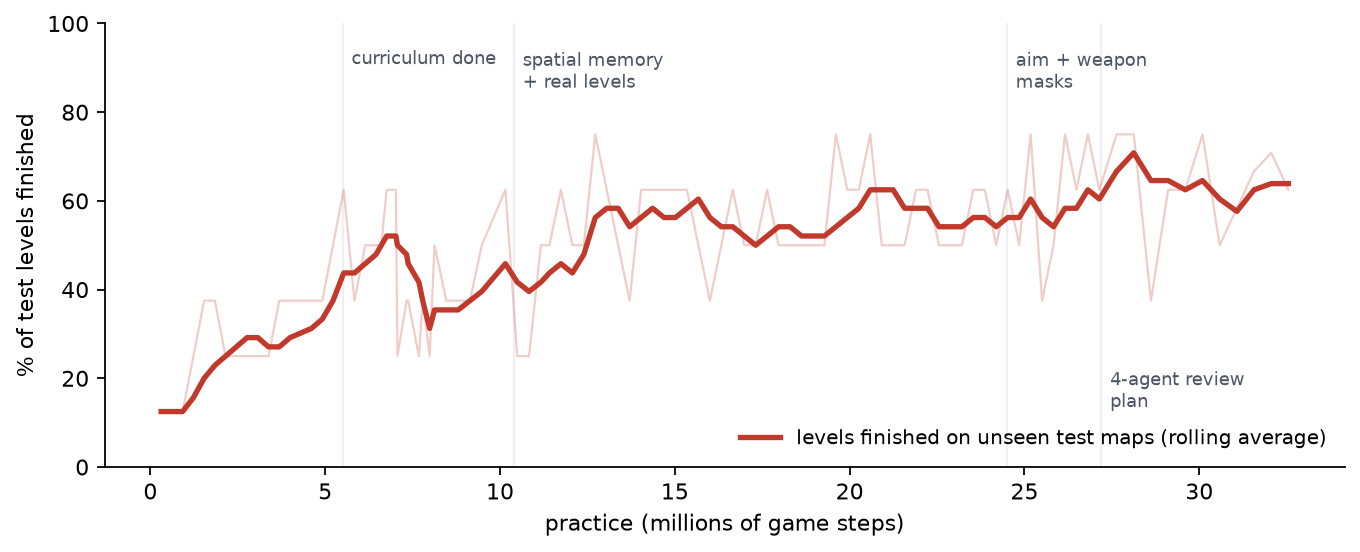 100
80
60
40
20
0
% of test levels finished
curriculum done
spatial memory
+ real levels
aim + weapon
masks
4-agent review
plan
levels finished on unseen test maps (rolling average)
0 5 10 15 20 25 30
practice (millions of game steps)